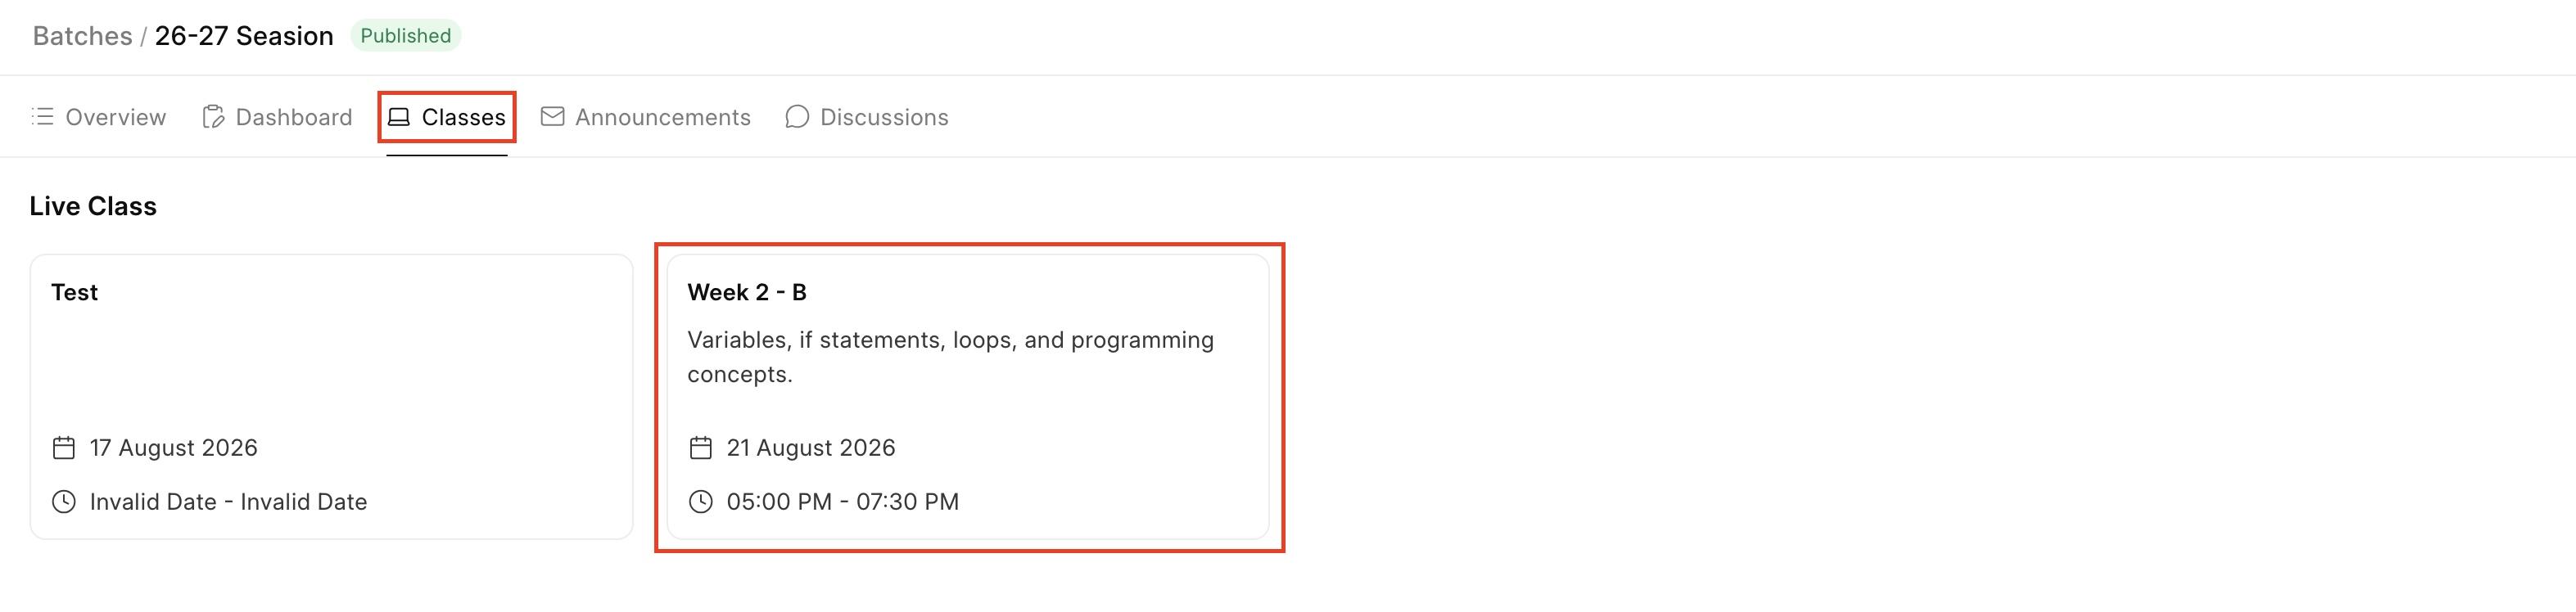 Batches / 26-27 Seasion Published
Overview Dashboard Classes Announcements Discussions
Live Class
Test
17 August 2026
Invalid Date - Invalid Date
Week 2 - B
Variables, if statements, loops, and programming
concepts.
21 August 2026
05:00 PM - 07:30 PM